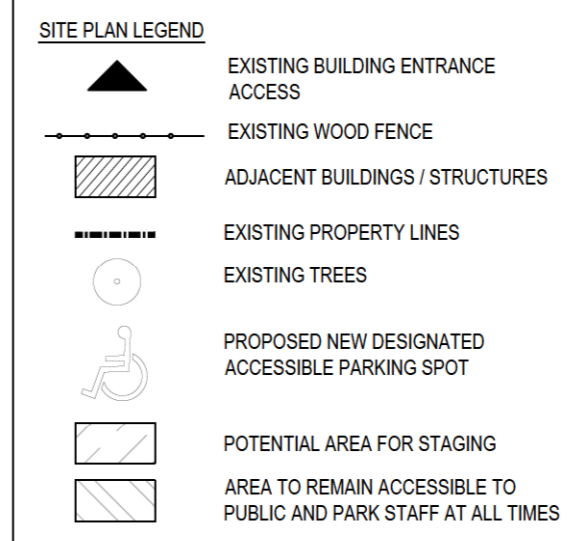 SITE PLAN LEGEND
EXISTING BUILDING ENTRANCE
ACCESS
EXISTING WOOD FENCE
ADJACENT BUILDINGS / STRUCTURES
EXISTING PROPERTY LINES
EXISTING TREES
PROPOSED NEW DESIGNATED
ACCESSIBLE PARKING SPOT
POTENTIAL AREA FOR STAGING
AREA TO REMAIN ACCESSIBLE TO
PUBLIC AND PARK STAFF AT ALL TIMES